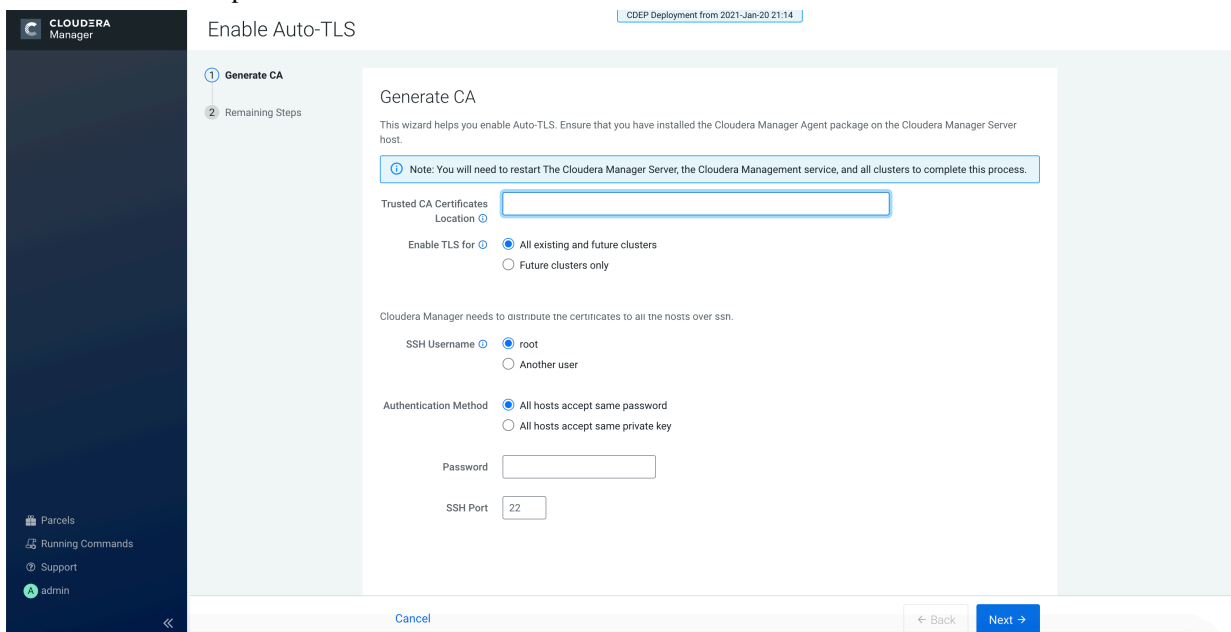 CLOUDERA
Manager
Enable Auto-TLS
CDEP Deployment from 2021-Jan-20 21:14
1 Generate CA
2 Remaining Steps
Generate CA
This wizard helps you enable Auto-TLS. Ensure that you have installed the Cloudera Manager Agent package on the Cloudera Manager Server
host.
Note: You will need to restart The Cloudera Manager Server, the Cloudera Management service, and all clusters to complete this process.
Trusted CA Certificates
Location
Enable TLS for
All existing and future clusters
Future clusters only
Cloudera Manager needs to distribute the certificates to all the hosts over ssh.
SSH Username
root
Another user
Authentication Method
All hosts accept same password
All hosts accept same private key
Password
SSH Port
22
Parcels
Running Commands
Support
A admin
Cancel
← Back
Next →